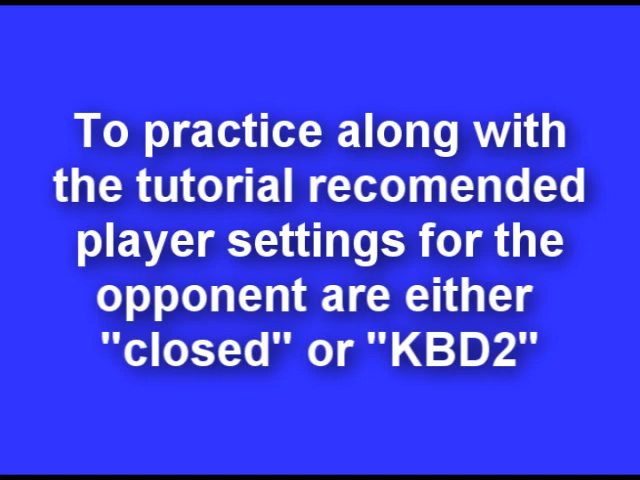 To practice along with
the tutorial recomended
player settings for the
opponent are either
"closed" or "KBD2"